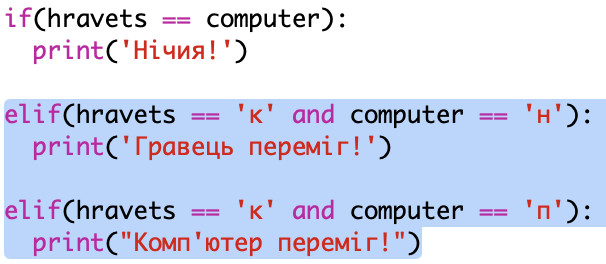 if(hravets == computer):
  print('Нічия!')
elif(hravets == 'к' and computer == 'н'):
  print('Гравець переміг!')
elif(hravets == 'к' and computer == 'п'):
  print("Комп'ютер переміг!")